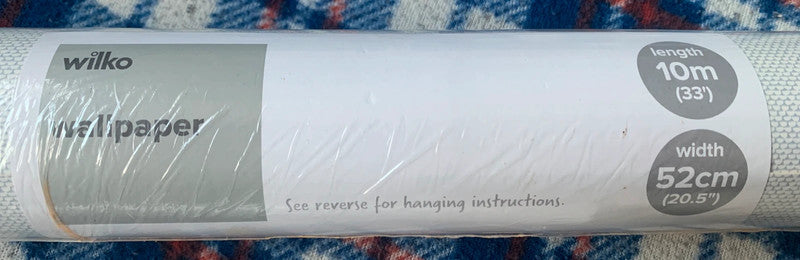 wilko
wallpaper
length
10m
(33')
width
52cm
(20.5")
See reverse for hanging instructions.